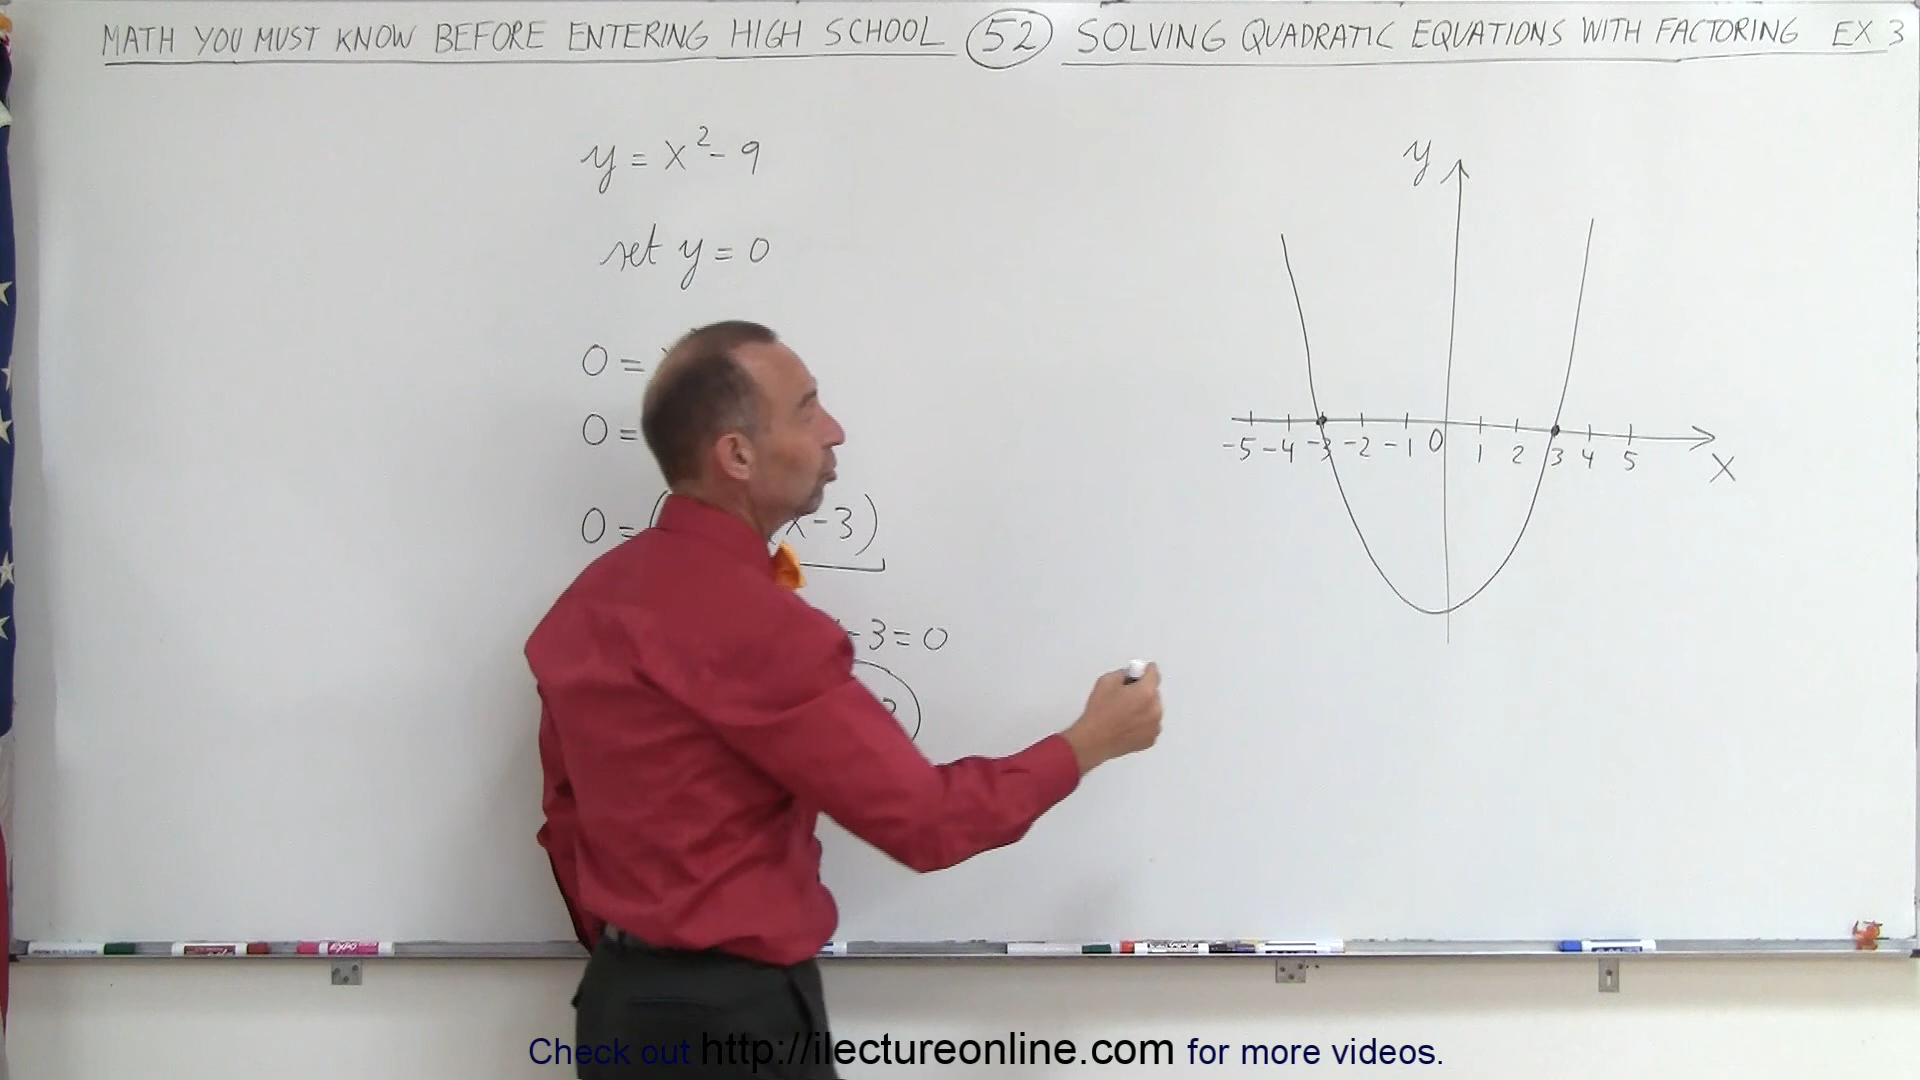 MATH YOU MUST KNOW BEFORE ENTERING HIGH SCHOOL 52 SOLVING QUADRATIC EQUATIONS WITH FACTORING EX 3
y = x² - 9
set y = 0
0 =
0 =
0 = ( x - 3)
- 3 = 0
y
-5 -4 -3 -2 -1 0 1 2 3 4 5
x
EXPO
Check out http://ilectureonline.com for more videos.